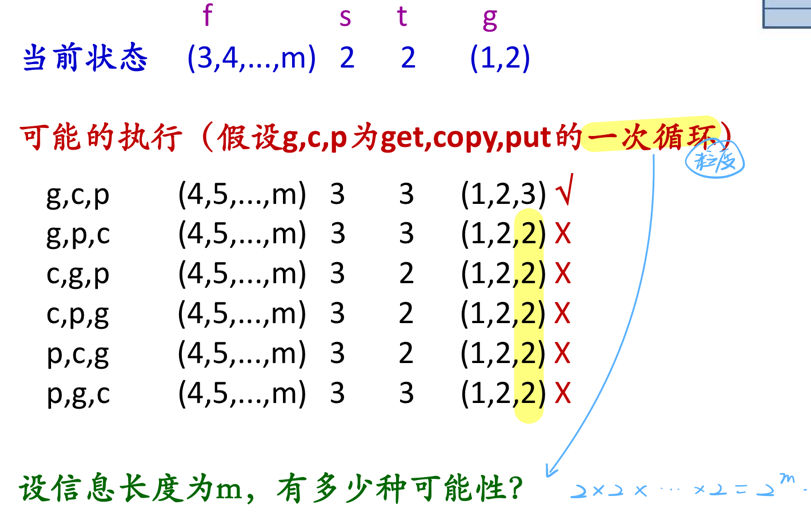 f s t g
当前状态 (3,4,...,m) 2 2 (1,2)
可能的执行（假设g,c,p为get,copy,put的一次循环）
粒度
g,c,p (4,5,...,m) 3 3 (1,2,3) √
g,p,c (4,5,...,m) 3 3 (1,2,2) X
c,g,p (4,5,...,m) 3 2 (1,2,2) X
c,p,g (4,5,...,m) 3 2 (1,2,2) X
p,c,g (4,5,...,m) 3 2 (1,2,2) X
p,g,c (4,5,...,m) 3 3 (1,2,2) X
设信息长度为m，有多少种可能性？ 2×2×…×2=2^m.